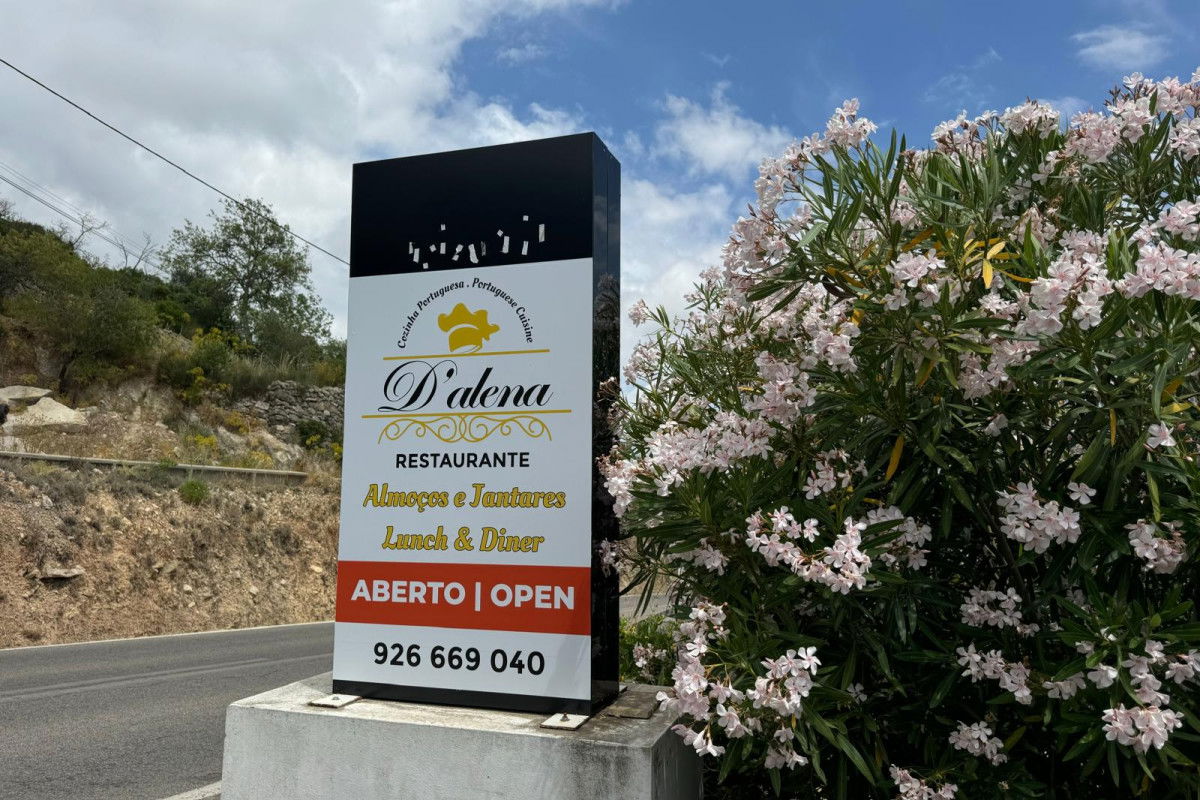 Cozinha Portuguesa . Portuguese Cuisine
D'alena
RESTAURANTE
Almoços e Jantares
Lunch & Diner
ABERTO | OPEN
926 669 040